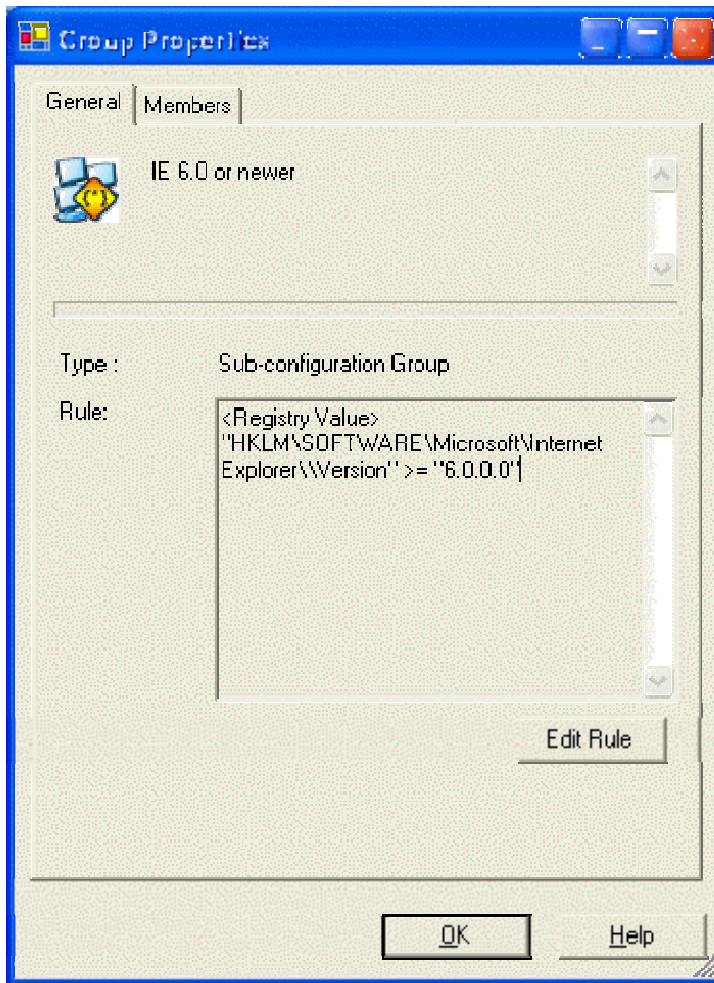 Group Properties
General Members
IE 6.0 or newer
Type : Sub-configuration Group
Rule: <Registry Value>
"HKLM\SOFTWARE\Microsoft\Internet
Explorer\\Version" >= "6.0.0.0"
Edit Rule
OK Help